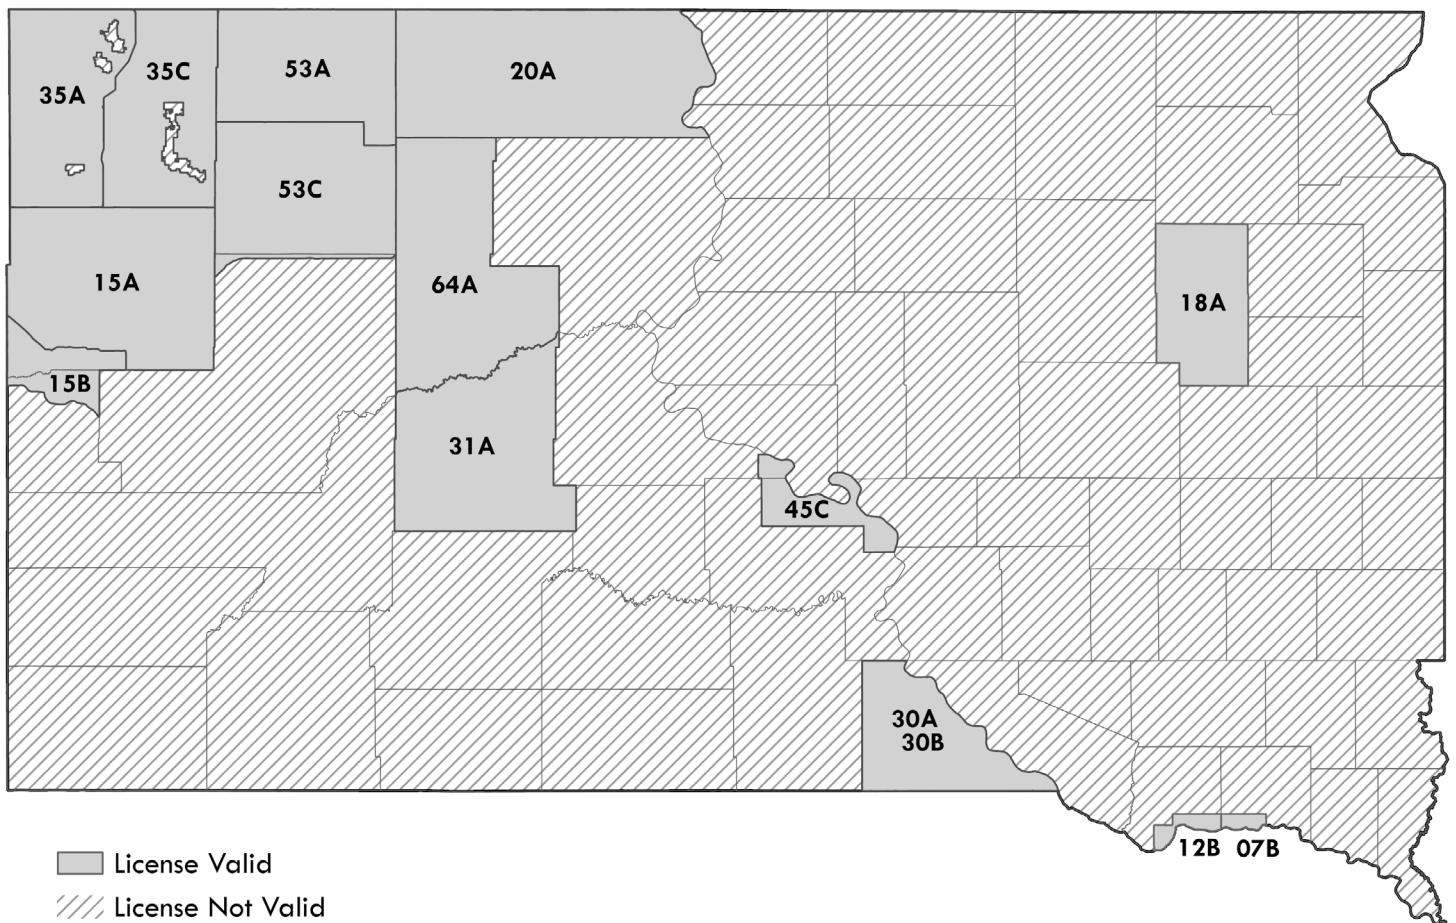 35A
35C
53A
20A
53C
15A
64A
18A
15B
31A
45C
30A
30B
12B
07B
License Valid
License Not Valid